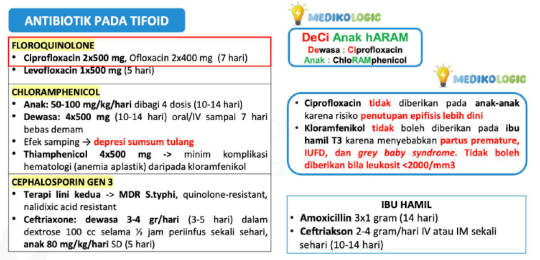 ANTIBIOTIK PADA TIFOID
FLOROQUINOLONE
• Ciprofloxacin 2x500 mg, Ofloxacin 2x400 mg (7 hari)
• Levofloxacin 1x500 mg (5 hari)
CHLORAMPHENICOL
• Anak: 50-100 mg/kg/hari dibagi 4 dosis (10-14 hari)
• Dewasa: 4x500 mg (10-14 hari) oral/IV sampai 7 hari
bebas demam
• Efek samping → depresi sumsum tulang
• Thiamphenicol 4x500 mg -> minim komplikasi
hematologi (anemia aplastik) daripada kloramfenikol
CEPHALOSPORIN GEN 3
• Terapi lini kedua -> MDR S.typhi, quinolone-resistant,
nalidixic acid resistant
• Ceftriaxone: dewasa 3-4 gr/hari (3-5 hari) dalam
dextrose 100 cc selama ½ jam periinfus sekali sehari,
anak 80 mg/kg/hari SD (5 hari)
MEDIKOLOGIC
DeCi Anak hARAM
Dewasa : Ciprofloxacin
Anak : ChloRAMphenicol
MEDIKOLOGIC
• Ciprofloxacin tidak diberikan pada anak-anak
karena risiko penutupan epifisis lebih dini
• Kloramfenikol tidak boleh diberikan pada ibu
hamil T3 karena menyebabkan partus premature,
IUFD, dan grey baby syndrome. Tidak boleh
diberikan bila leukosit <2000/mm3
IBU HAMIL
• Amoxicillin 3x1 gram (14 hari)
• Ceftriakson 2-4 gram/hari IV atau IM sekali
sehari (10-14 hari)